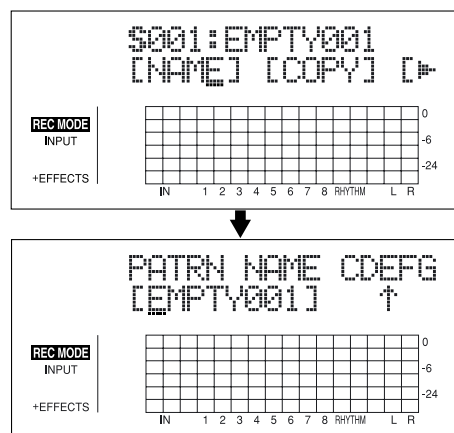 S001:EMPTY001
[NAME] [COPY] [▶
REC MODE
INPUT
+EFFECTS
0
-6
-24
IN 1 2 3 4 5 6 7 8 RHYTHM L R
PATRN NAME CDEFG
[EMPTY001] ↑
REC MODE
INPUT
+EFFECTS
0
-6
-24
IN 1 2 3 4 5 6 7 8 RHYTHM L R